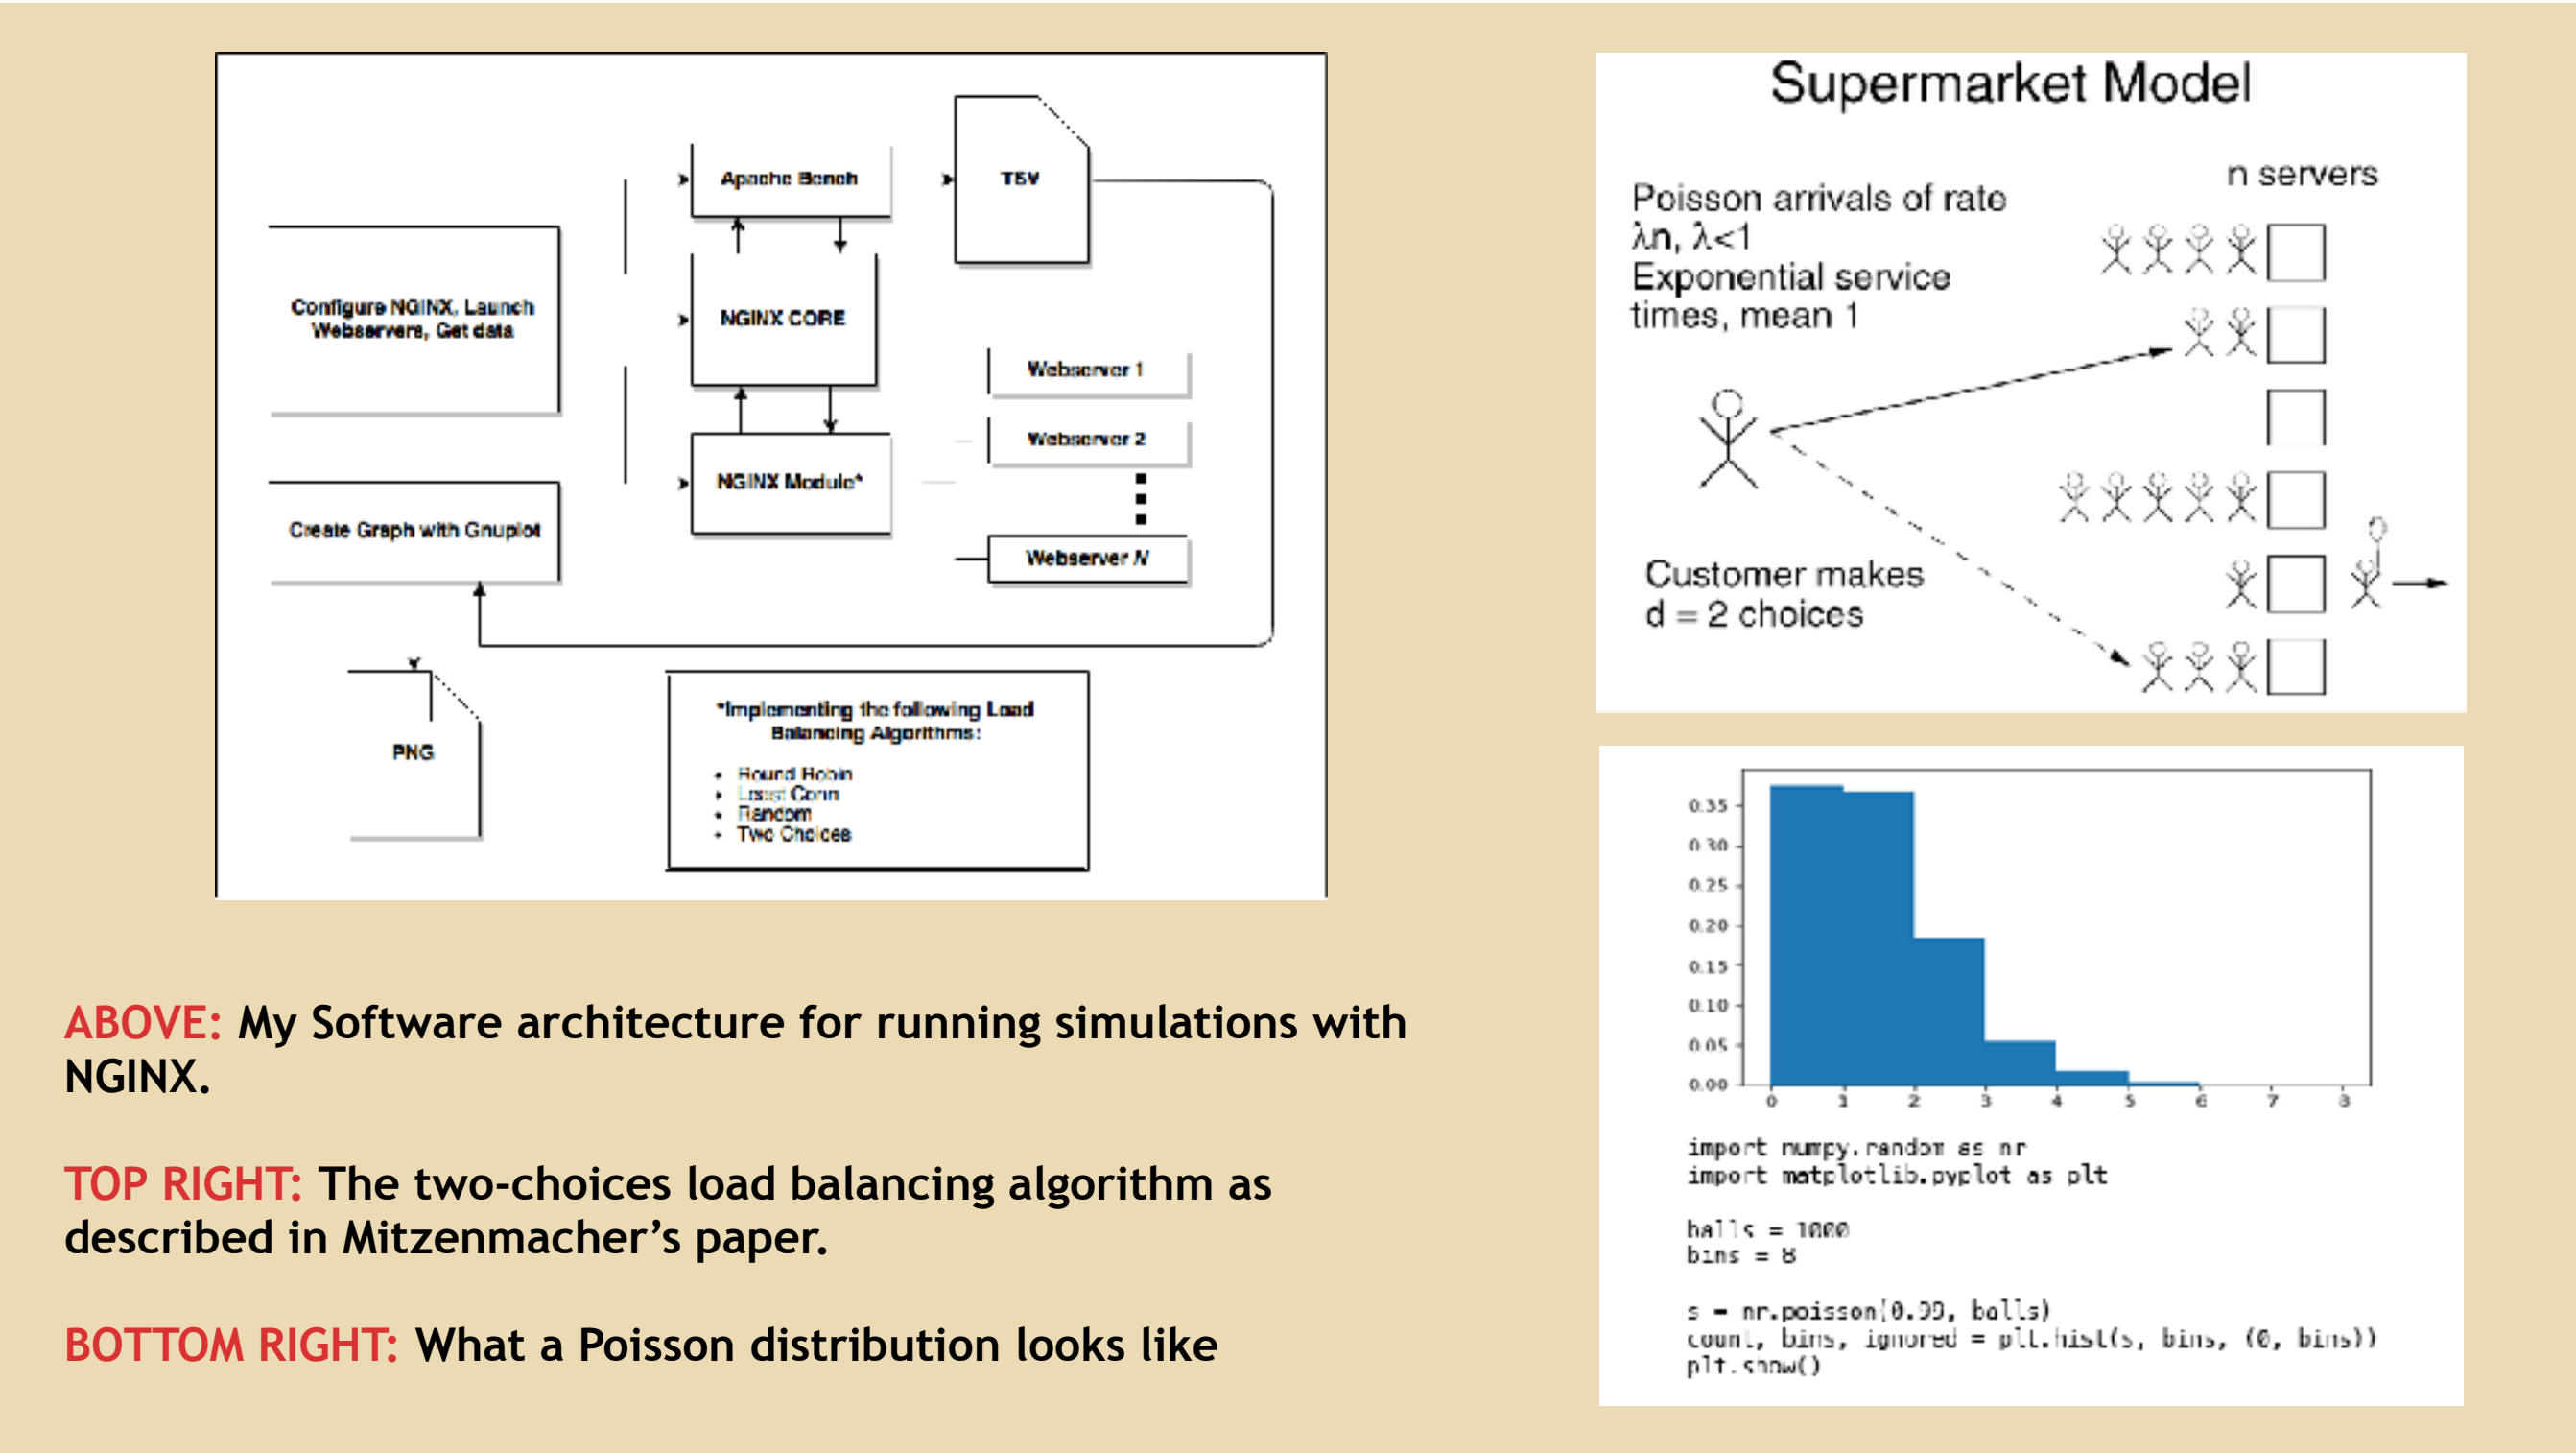 Apache Bench
TSV
Configure NGINX, Launch
Webservers, Get data
NGINX CORE
Webserver 1
Webserver 2
NGINX Module*
Create Graph with Gnuplot
Webserver N
PNG
*Implementing the following Load
Balancing Algorithms:
• Round Robin
• Least Conn
• Random
• Two Choices
Supermarket Model
n servers
Poisson arrivals of rate
λn, λ<1
Exponential service
times, mean 1
Customer makes
d = 2 choices
0.35
0.30
0.25
0.20
0.15
0.10
0.05
0.00
0 1 2 3 4 5 6 7 8
import numpy.random as nr
import matplotlib.pyplot as plt
balls = 1000
bins = 8
s = nr.poisson(0.99, balls)
count, bins, ignored = plt.hist(s, bins, (0, bins))
plt.show()
ABOVE: My Software architecture for running simulations with
NGINX.
TOP RIGHT: The two-choices load balancing algorithm as
described in Mitzenmacher’s paper.
BOTTOM RIGHT: What a Poisson distribution looks like